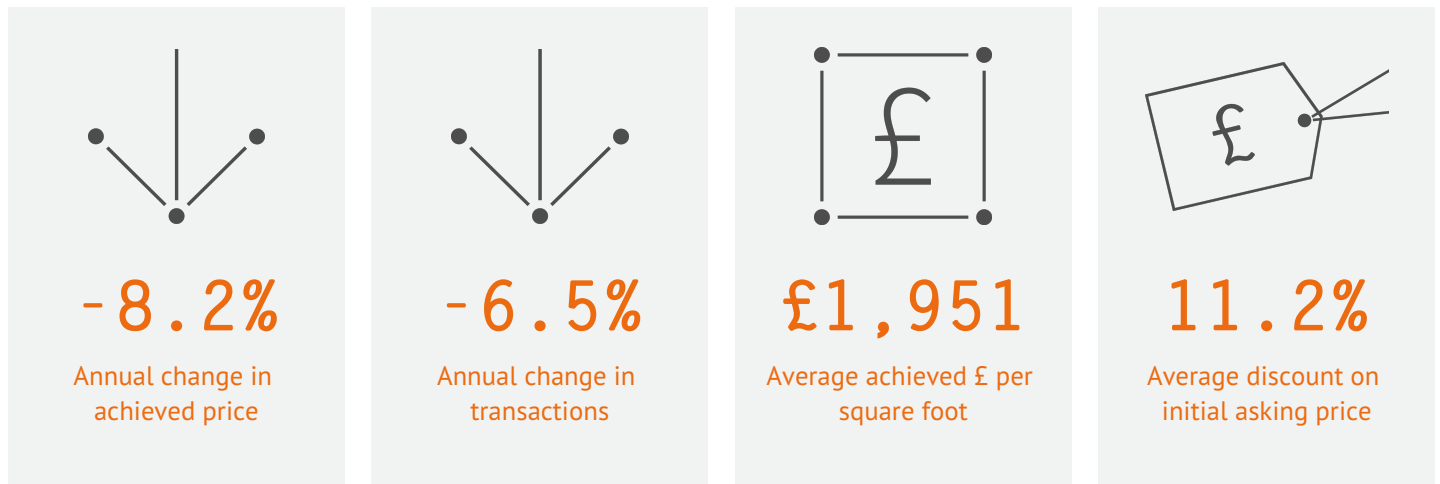 £
£
-8.2%
Annual change in
achieved price
-6.5%
Annual change in
transactions
£1,951
Average achieved £ per
square foot
11.2%
Average discount on
initial asking price